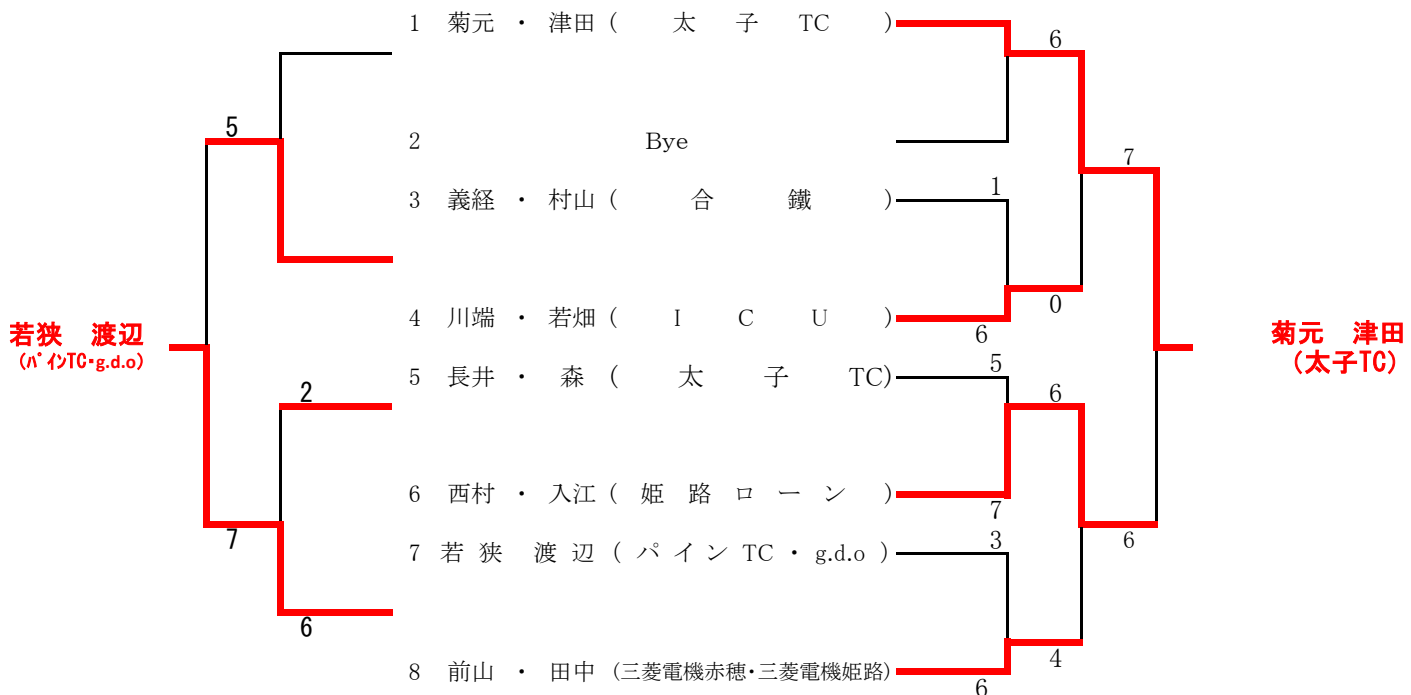 1 菊元 ・ 津田 ( 太 子 TC )
6
5
2 Bye
7
3 義経 ・ 村山 ( 合 鐵 )
1
0
4 川端 ・ 若畑 ( I C U )
6
若狭 渡辺
(パインTC・g.d.o)
菊元 津田
(太子TC)
5 長井 ・ 森 ( 太 子 TC)
5
2
6
6 西村 ・ 入江 ( 姫 路 ロ ー ン )
7
7
7 若 狭 渡 辺 ( パ イ ン TC ・ g.d.o )
3
6
6
4
8 前山 ・ 田中 (三菱電機赤穂・三菱電機姫路)
6